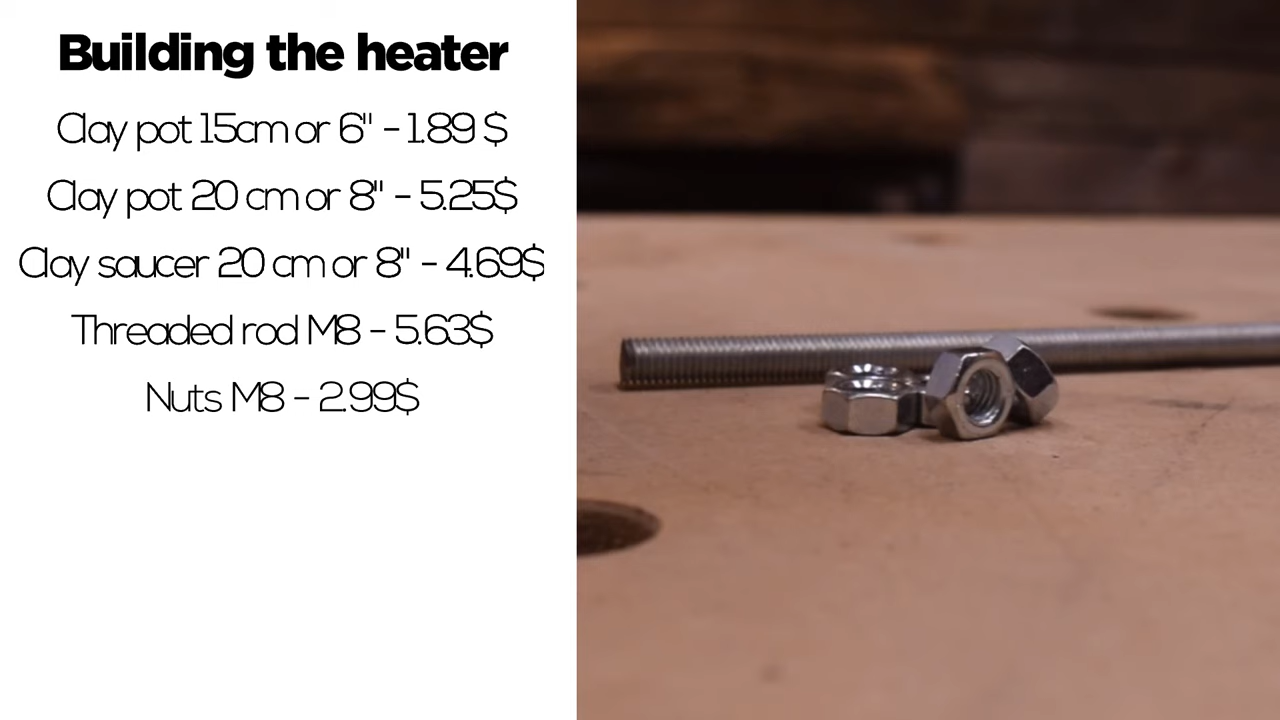 Building the heater
Clay pot 15cm or 6" - 1.89 $
Clay pot 20 cm or 8" - 5.25$
Clay saucer 20 cm or 8" - 4.69$
Threaded rod M8 - 5.63$
Nuts M8 - 2.99$